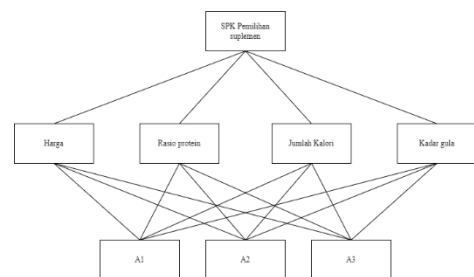 SPK Pemilihan
suplemen
Harga
Rasio protein
Jumlah Kalori
Kadar gula
A1
A2
A3